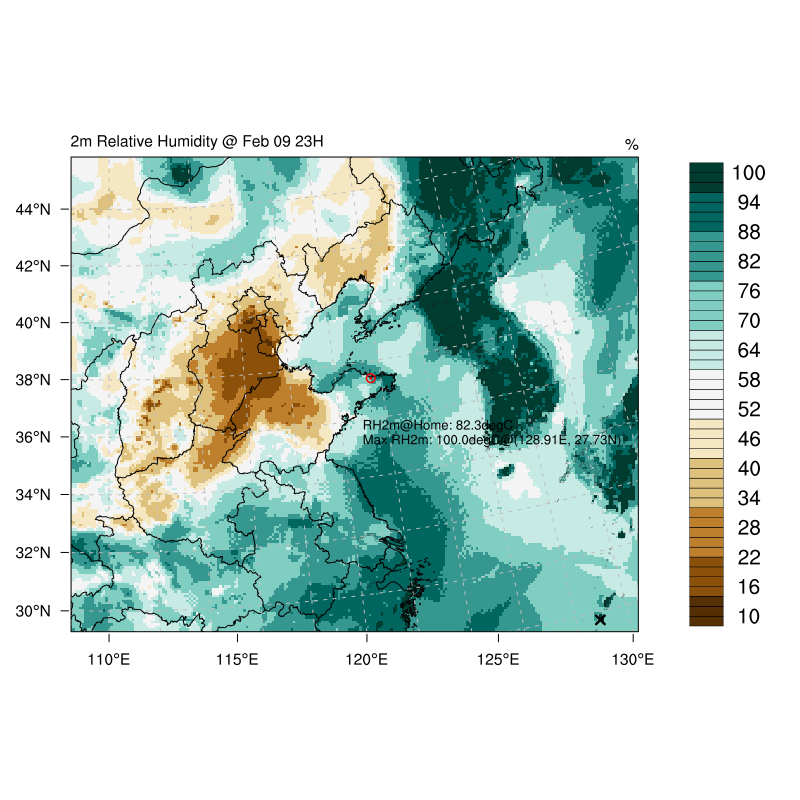 2m Relative Humidity @ Feb 09 23H
%
44°N
42°N
40°N
38°N
36°N
34°N
32°N
30°N
110°E
115°E
120°E
125°E
130°E
RH2m@Home: 82.3degC
Max RH2m: 100.0degC@(128.91E, 27.73N)
100
94
88
82
76
70
64
58
52
46
40
34
28
22
16
10